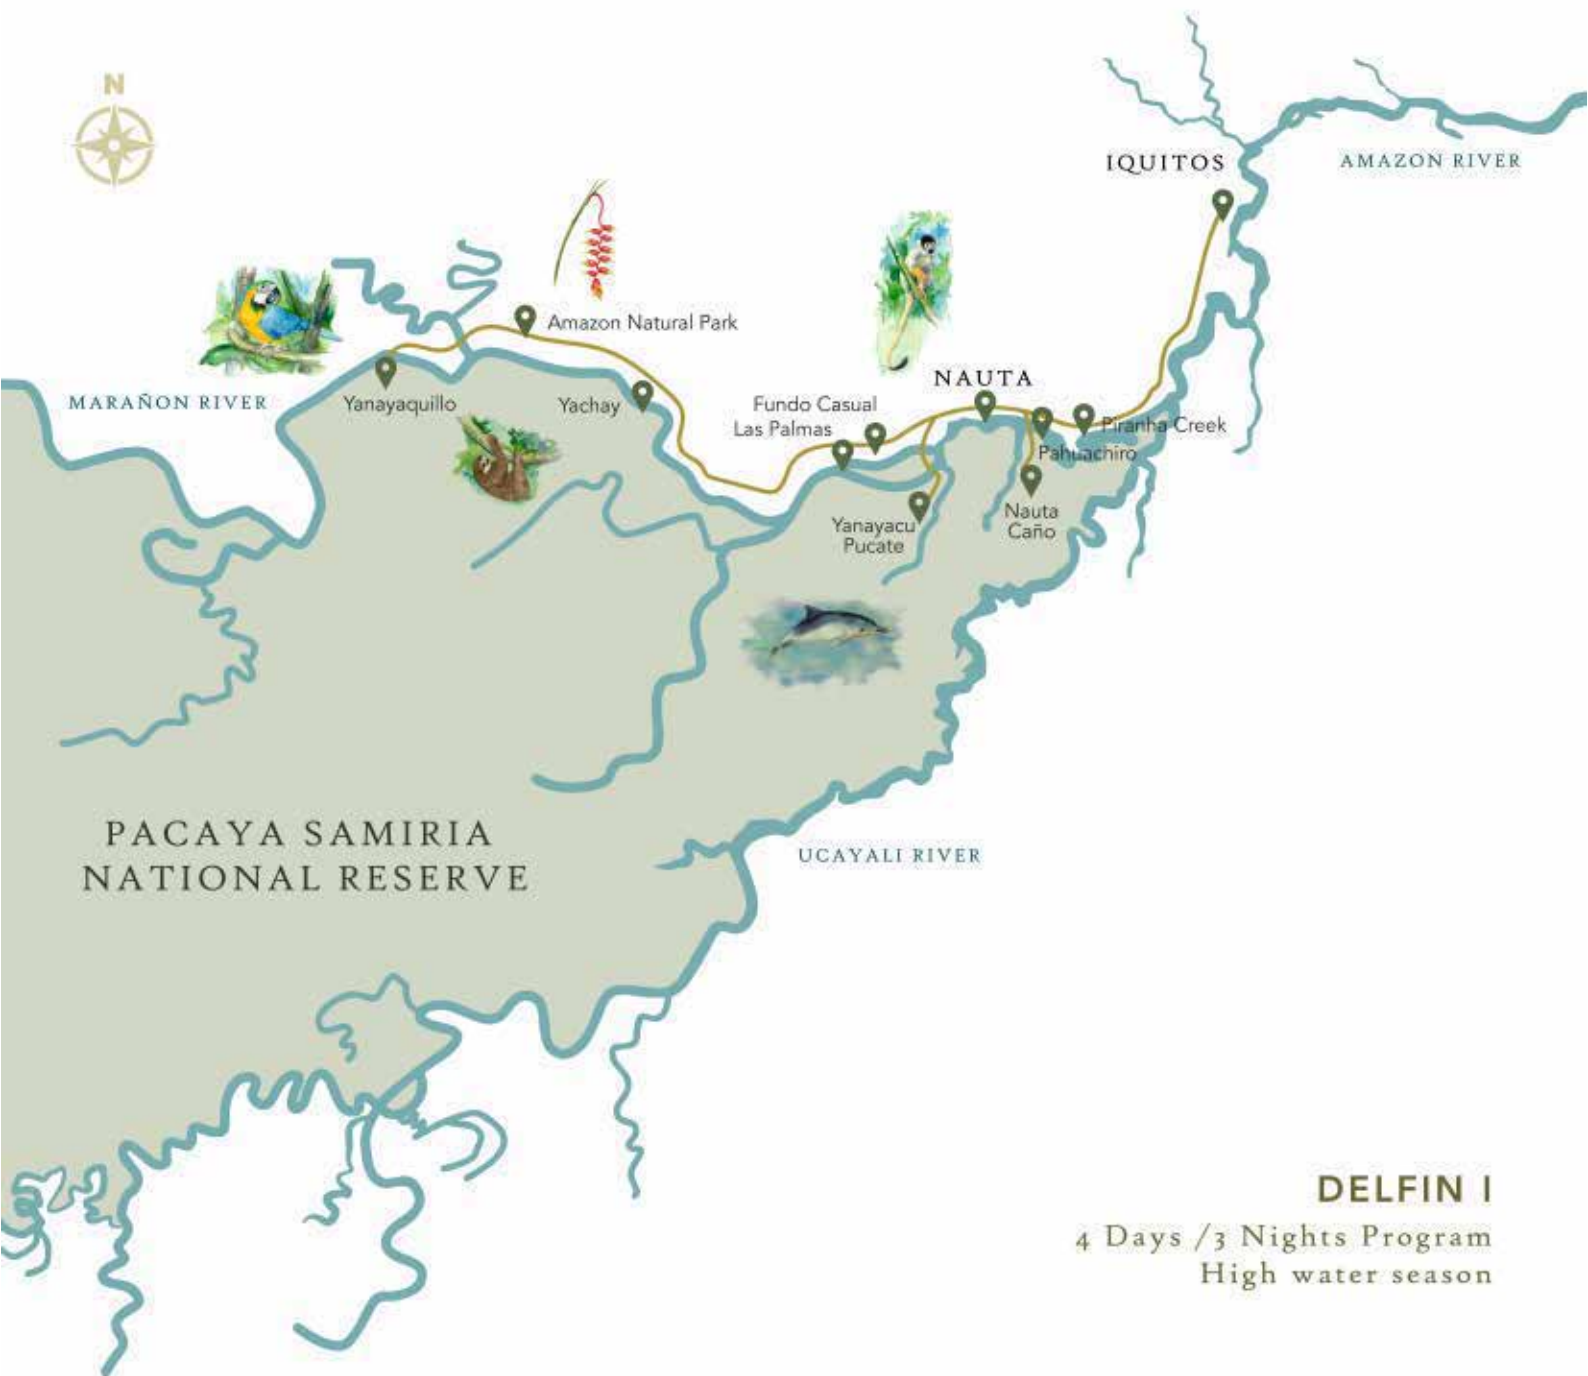 N
IQUITOS
AMAZON RIVER
Amazon Natural Park
NAUTA
MARAÑON RIVER
Yanayaquillo
Yachay
Fundo Casual
Las Palmas
Piranha Creek
Pahuachiro
Yanayacu
Pucate
Nauta
Caño
PACAYA SAMIRIA
NATIONAL RESERVE
UCAYALI RIVER
DELFIN I
4 Days /3 Nights Program
High water season